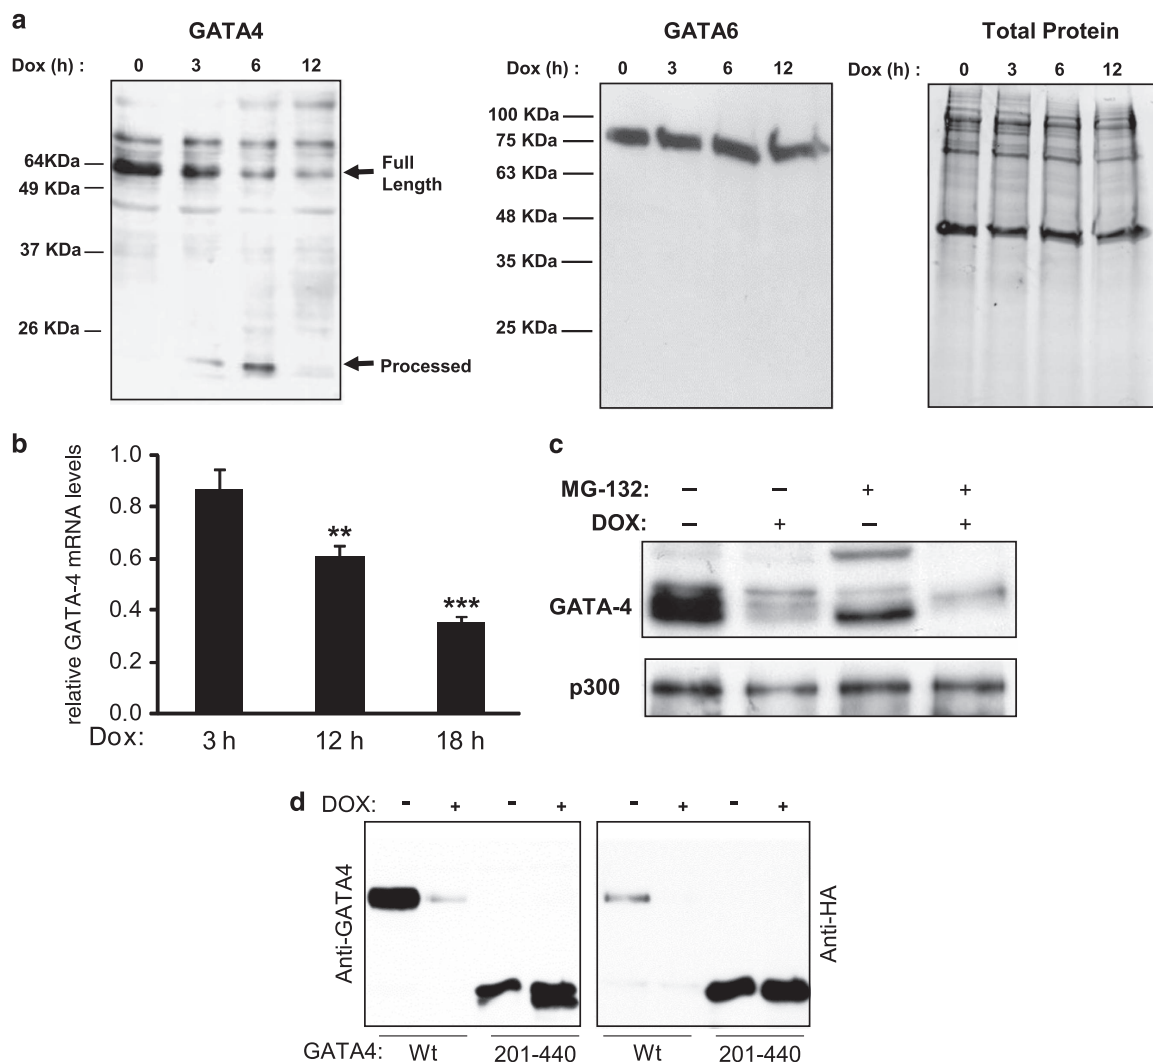 a
GATA4
GATA6
Total Protein
Dox (h) : 0 3 6 12
Dox (h) : 0 3 6 12
Dox (h) : 0 3 6 12
64KDa
49 KDa
37 KDa
26 KDa
Full
Length
Processed
100 KDa
75 KDa
63 KDa
48 KDa
35 KDa
25 KDa
b
relative GATA-4 mRNA levels
1.0
0.8
0.6
0.4
0.2
0.0
**
***
Dox: 3 h 12 h 18 h
c
MG-132: – – + +
DOX: – + – +
GATA-4
p300
d
DOX: - + - + - + - +
Anti-GATA4
Anti-HA
GATA4: Wt 201-440 Wt 201-440